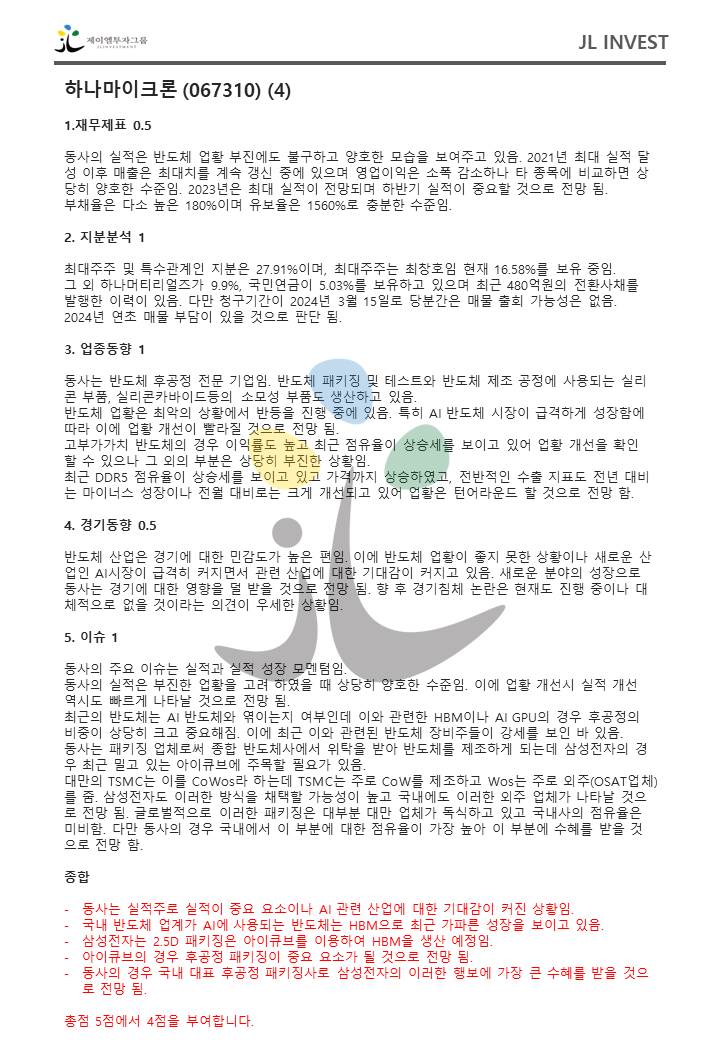 제이엘투자그룹
JL INVESTMENT
JL INVEST
하나마이크론 (067310) (4)
1.재무제표 0.5
동사의 실적은 반도체 업황 부진에도 불구하고 양호한 모습을 보여주고 있음. 2021년 최대 실적 달
성 이후 매출은 최대치를 계속 갱신 중에 있으며 영업이익은 소폭 감소하나 타 종목에 비교하면 상
당히 양호한 수준임. 2023년은 최대 실적이 전망되며 하반기 실적이 중요할 것으로 전망 됨.
부채율은 다소 높은 180%이며 유보율은 1560%로 충분한 수준임.
2. 지분분석 1
최대주주 및 특수관계인 지분은 27.91%이며, 최대주주는 최창호임 현재 16.58%를 보유 중임.
그 외 하나머티리얼즈가 9.9%, 국민연금이 5.03%를 보유하고 있으며 최근 480억원의 전환사채를
발행한 이력이 있음. 다만 청구기간이 2024년 3월 15일로 당분간은 매물 출회 가능성은 없음.
2024년 연초 매물 부담이 있을 것으로 판단 됨.
3. 업종동향 1
동사는 반도체 후공정 전문 기업임. 반도체 패키징 및 테스트와 반도체 제조 공정에 사용되는 실리
콘 부품, 실리콘카바이드등의 소모성 부품도 생산하고 있음.
반도체 업황은 최악의 상황에서 반등을 진행 중에 있음. 특히 AI 반도체 시장이 급격하게 성장함에
따라 이에 업황 개선이 빨라질 것으로 전망 됨.
고부가가치 반도체의 경우 이익률도 높고 최근 점유율이 상승세를 보이고 있어 업황 개선을 확인
할 수 있으나 그 외의 부분은 상당히 부진한 상황임.
최근 DDR5 점유율이 상승세를 보이고 있고 가격까지 상승하였고, 전반적인 수출 지표도 전년 대비
는 마이너스 성장이나 전월 대비로는 크게 개선되고 있어 업황은 턴어라운드 할 것으로 전망 함.
4. 경기동향 0.5
반도체 산업은 경기에 대한 민감도가 높은 편임. 이에 반도체 업황이 좋지 못한 상황이나 새로운 산
업인 AI시장이 급격히 커지면서 관련 산업에 대한 기대감이 커지고 있음. 새로운 분야의 성장으로
동사는 경기에 대한 영향을 덜 받을 것으로 전망 됨. 향 후 경기침체 논란은 현재도 진행 중이나 대
체적으로 없을 것이라는 의견이 우세한 상황임.
5. 이슈 1
동사의 주요 이슈는 실적과 실적 성장 모멘텀임.
동사의 실적은 부진한 업황을 고려 하였을 때 상당히 양호한 수준임. 이에 업황 개선시 실적 개선
역시도 빠르게 나타날 것으로 전망 됨.
최근의 반도체는 AI 반도체와 엮이는지 여부인데 이와 관련한 HBM이나 AI GPU의 경우 후공정의
비중이 상당히 크고 중요해짐. 이에 최근 이와 관련된 반도체 장비주들이 강세를 보인 바 있음.
동사는 패키징 업체로써 종합 반도체사에서 위탁을 받아 반도체를 제조하게 되는데 삼성전자의 경
우 최근 밀고 있는 아이큐브에 주목할 필요가 있음.
대만의 TSMC는 이를 CoWos라 하는데 TSMC는 주로 CoW를 제조하고 Wos는 주로 외주(OSAT업체)
를 줌. 삼성전자도 이러한 방식을 채택할 가능성이 높고 국내에도 이러한 외주 업체가 나타날 것으
로 전망 됨. 글로벌적으로 이러한 패키징은 대부분 대만 업체가 독식하고 있고 국내사의 점유율은
미비함. 다만 동사의 경우 국내에서 이 부분에 대한 점유율이 가장 높아 이 부분에 수혜를 받을 것
으로 전망 함.
종합
- 동사는 실적주로 실적이 중요 요소이나 AI 관련 산업에 대한 기대감이 커진 상황임.
- 국내 반도체 업계가 AI에 사용되는 반도체는 HBM으로 최근 가파른 성장을 보이고 있음.
- 삼성전자는 2.5D 패키징은 아이큐브를 이용하여 HBM을 생산 예정임.
- 아이큐브의 경우 후공정 패키징이 중요 요소가 될 것으로 전망 됨.
- 동사의 경우 국내 대표 후공정 패키징사로 삼성전자의 이러한 행보에 가장 큰 수혜를 받을 것으
로 전망 됨.
총점 5점에서 4점을 부여합니다.